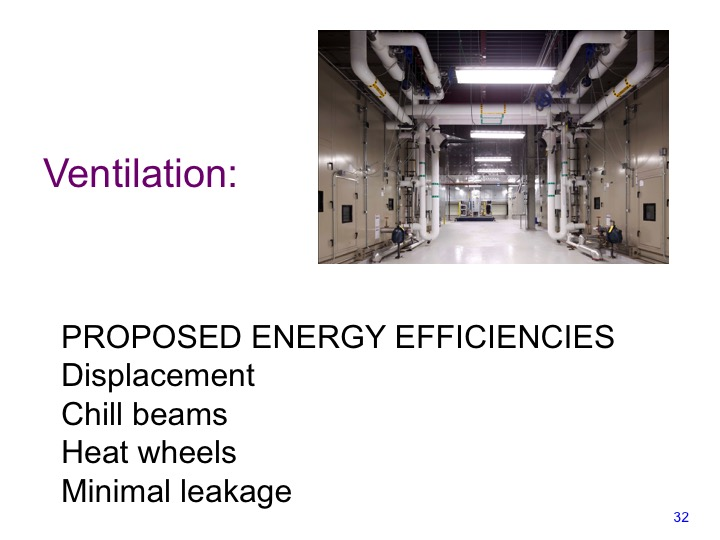 Ventilation:
PROPOSED ENERGY EFFICIENCIES
Displacement
Chill beams
Heat wheels
Minimal leakage
32